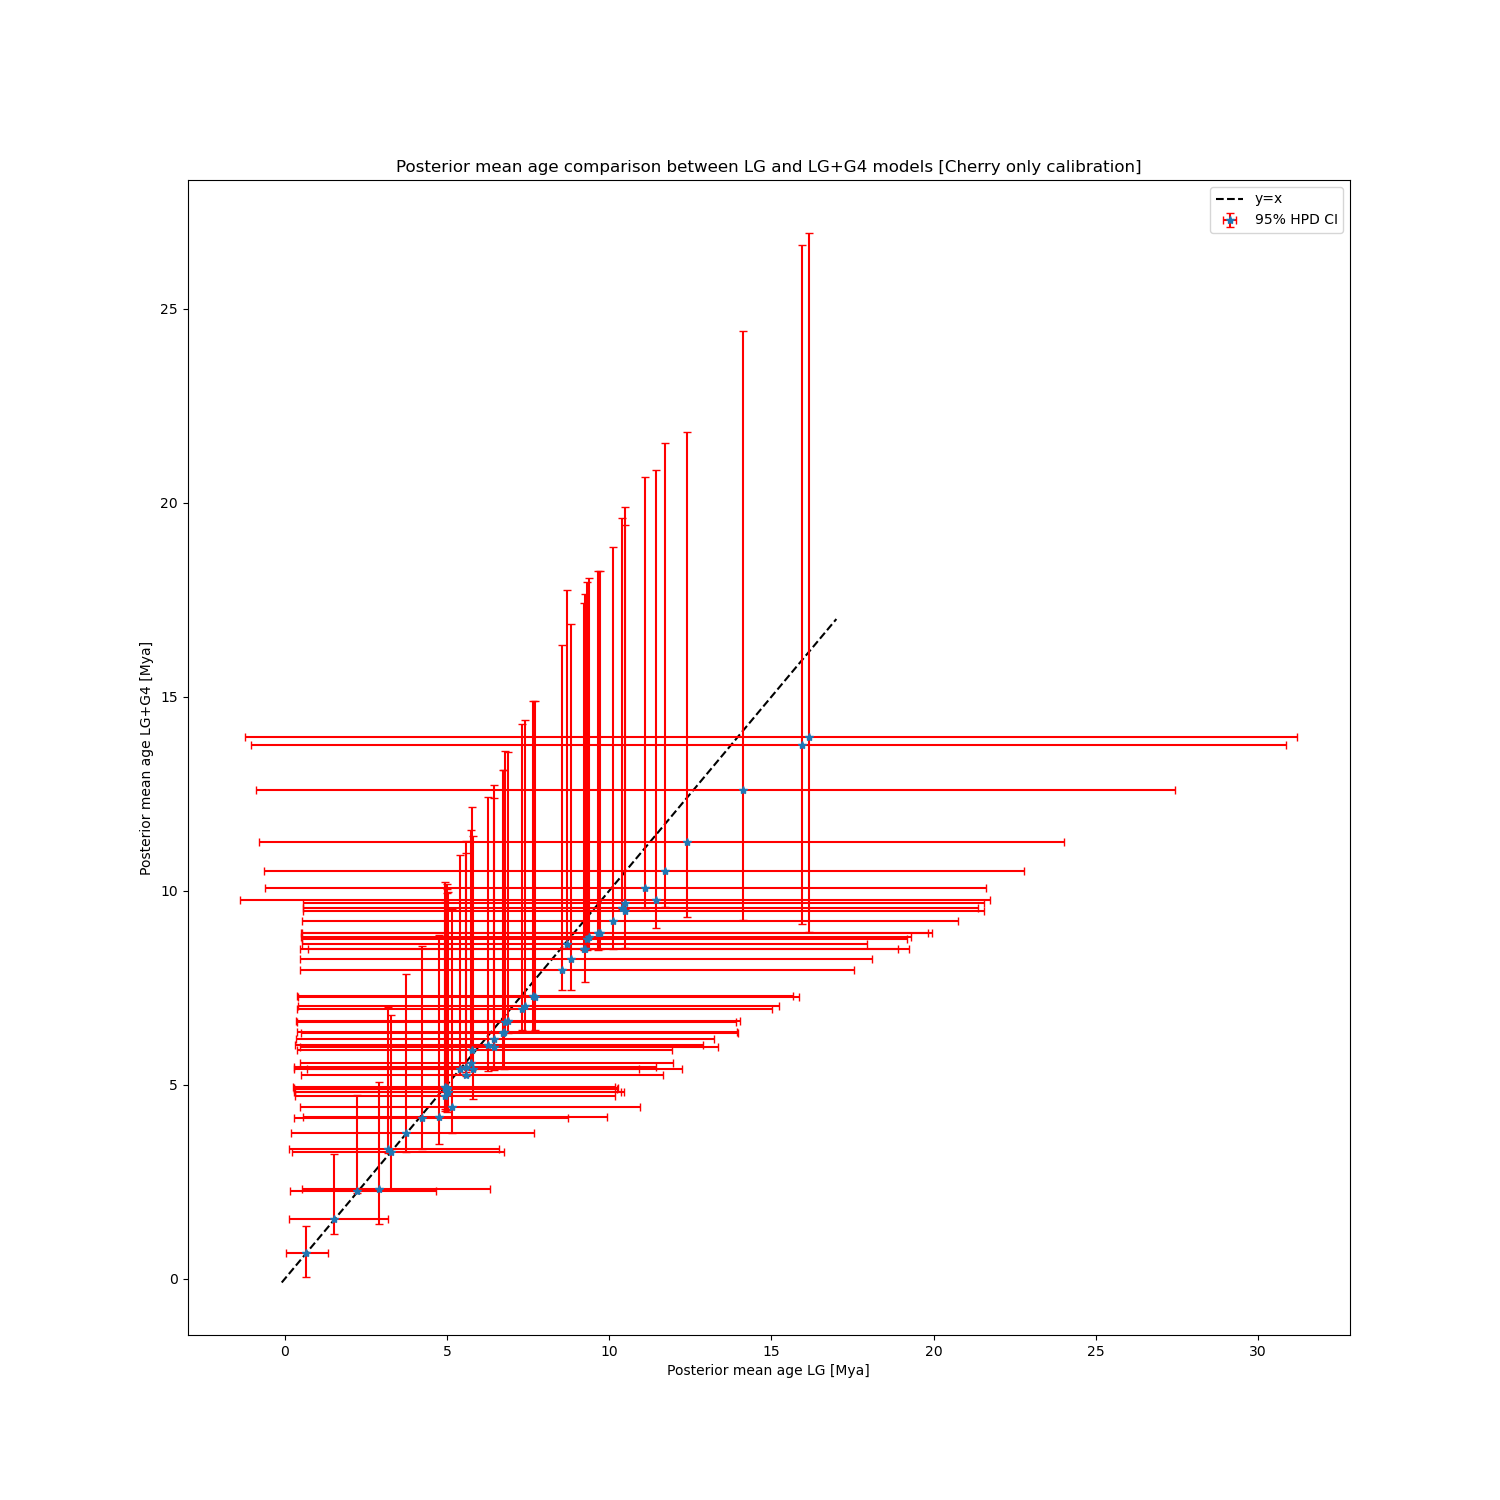 Posterior mean age comparison between LG and LG+G4 models [Cherry only calibration]
y=x
95% HPD CI
25
20
15
10
5
0
Posterior mean age LG+G4 [Mya]
0 5 10 15 20 25 30
Posterior mean age LG [Mya]